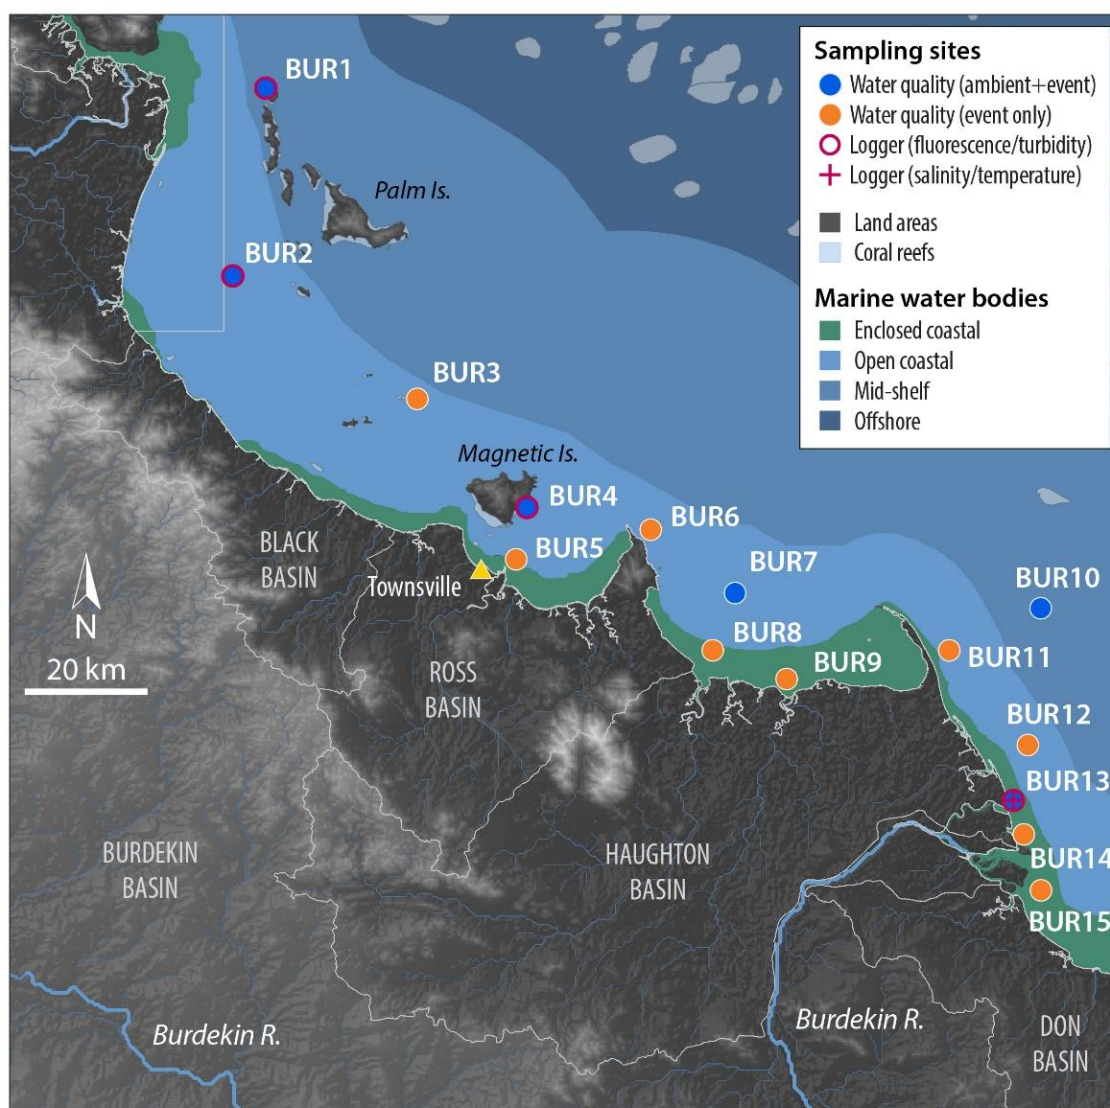 BUR1
Palm Is.
BUR2
BUR3
Magnetic Is.
BUR4
BUR5
BUR6
BUR7
BUR8
BUR9
BUR10
BUR11
BUR12
BUR13
BUR14
BUR15
Townsville
BLACK
BASIN
ROSS
BASIN
HAUGHTON
BASIN
BURDEKIN
BASIN
DON
BASIN
Burdekin R.
Burdekin R.
N
20 km
Sampling sites
Water quality (ambient+event)
Water quality (event only)
Logger (fluorescence/turbidity)
Logger (salinity/temperature)
Land areas
Coral reefs
Marine water bodies
Enclosed coastal
Open coastal
Mid-shelf
Offshore